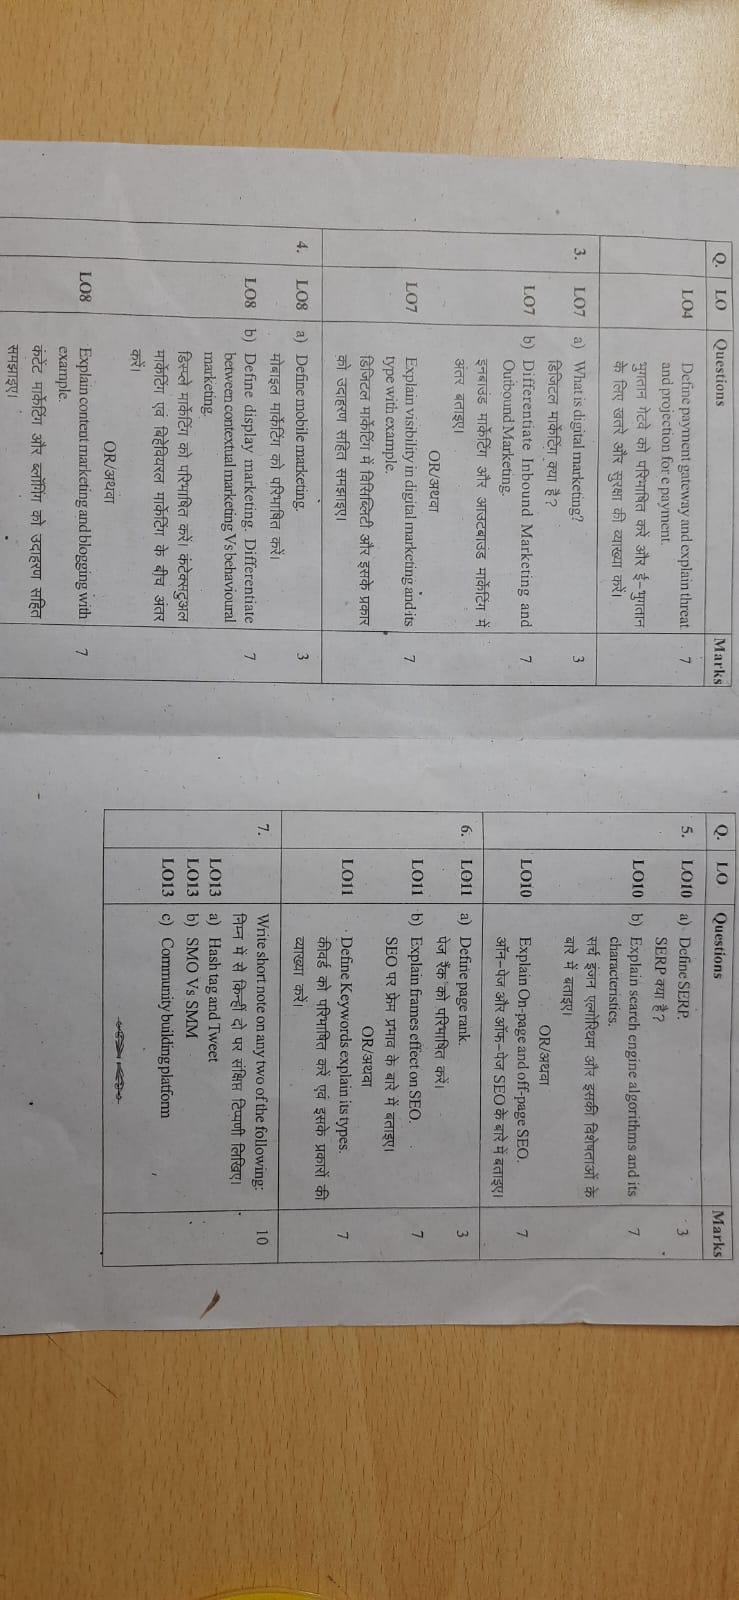 Q. LO Questions Marks
LO4 Define payment gateway and explain threat 7
and projection for e payment.
भुगतान गेटवे को परिभाषित करें और ई-भुगतान
के लिए खतरे और सुरक्षा की व्याख्या करें।
3. LO7 a) What is digital marketing? 3
डिजिटल मार्केटिंग क्या है?
LO7 b) Differentiate Inbound Marketing and 7
Outbound Marketing.
इनबाउंड मार्केटिंग और आउटबाउंड मार्केटिंग में
अंतर बताइए।
OR/अथवा
LO7 Explain visibility in digital marketing and its 7
type with example.
डिजिटल मार्केटिंग में विसिब्लिटी और इसके प्रकार
को उदाहरण सहित समझाइए।
4. LO8 a) Define mobile marketing. 3
मोबाइल मार्केटिंग को परिभाषित करें।
LO8 b) Define display marketing. Differentiate 7
between contextual marketing Vs behavioural
marketing.
डिस्प्ले मार्केटिंग को परिभाषित करें। कंटेक्सटुअल
मार्केटिंग एवं बिहेवियरल मार्केटिंग के बीच अंतर
करें।
OR/अथवा
LO8 Explain content marketing and blogging with 7
example.
कंटेंट मार्केटिंग और ब्लॉगिंग को उदाहरण सहित
समझाइए।
Q. LO Questions Marks
5. LO10 a) Define SERP. 3
SERP क्या है?
LO10 b) Explain search engine algorithms and its 7
characteristics.
सर्च इंजन एल्गोरिथम और इसकी विशेषताओं के
बारे में बताइए।
OR/अथवा
LO10 Explain On-page and off-page SEO. 7
ऑन-पेज और ऑफ-पेज SEO के बारे में बताइए।
6. LO11 a) Define page rank. 3
पेज रैंक को परिभाषित करें।
LO11 b) Explain frames effect on SEO. 7
SEO पर फ्रेम प्रभाव के बारे में बताइए।
OR/अथवा
LO11 Define Keywords explain its types. 7
कीवर्ड को परिभाषित करें एवं इसके प्रकारों की
व्याख्या करें।
7. Write short note on any two of the following: 10
निम्न में से किन्हीं दो पर संक्षिप्त टिप्पणी लिखिए।
LO13 a) Hash tag and Tweet
LO13 b) SMO Vs SMM
LO13 c) Community building platform